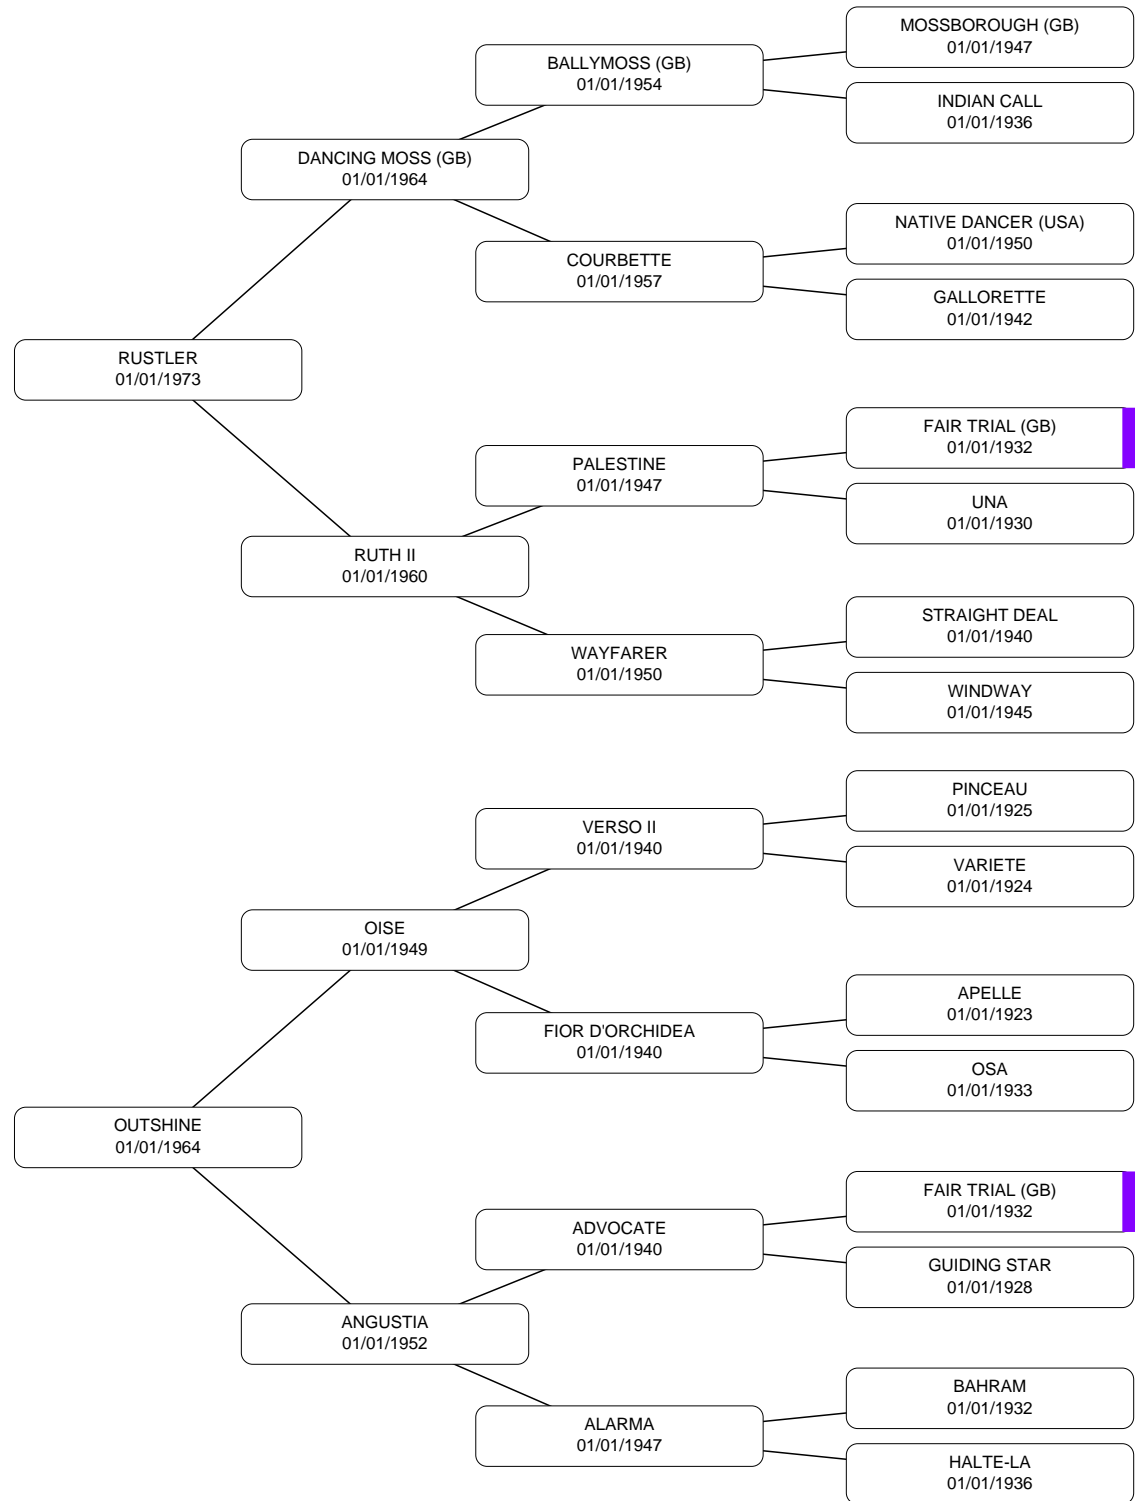 MOSSBOROUGH (GB)
01/01/1947
BALLYMOSS (GB)
01/01/1954
INDIAN CALL
01/01/1936
DANCING MOSS (GB)
01/01/1964
NATIVE DANCER (USA)
01/01/1950
COURBETTE
01/01/1957
GALLORETTE
01/01/1942
RUSTLER
01/01/1973
FAIR TRIAL (GB)
01/01/1932
PALESTINE
01/01/1947
UNA
01/01/1930
RUTH II
01/01/1960
STRAIGHT DEAL
01/01/1940
WAYFARER
01/01/1950
WINDWAY
01/01/1945
PINCEAU
01/01/1925
VERSO II
01/01/1940
VARIETE
01/01/1924
OISE
01/01/1949
APELLE
01/01/1923
FIOR D'ORCHIDEA
01/01/1940
OSA
01/01/1933
OUTSHINE
01/01/1964
FAIR TRIAL (GB)
01/01/1932
ADVOCATE
01/01/1940
GUIDING STAR
01/01/1928
ANGUSTIA
01/01/1952
BAHRAM
01/01/1932
ALARMA
01/01/1947
HALTE-LA
01/01/1936